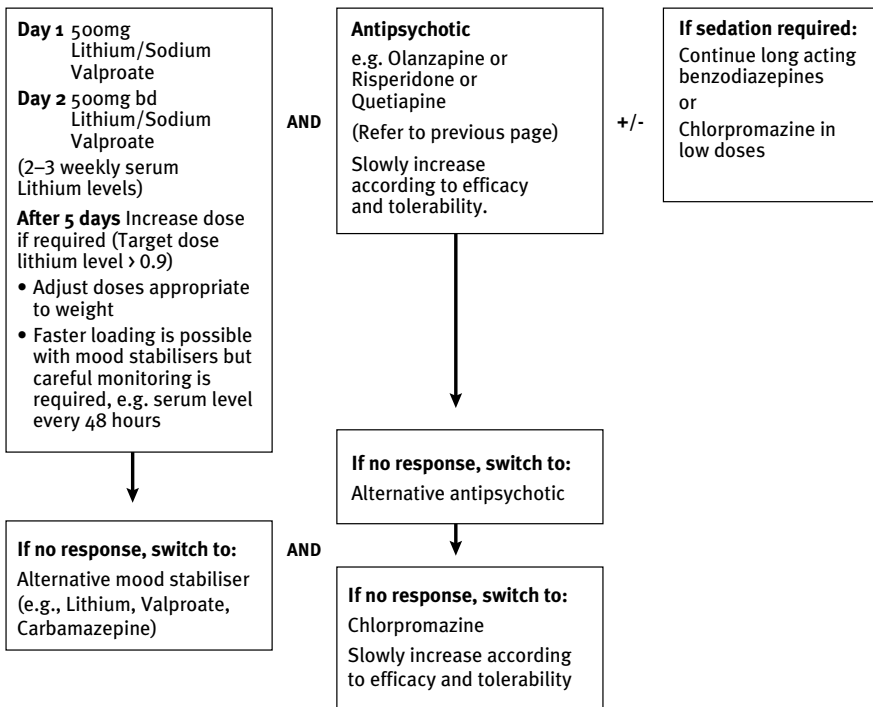 Day 1 500mg
Lithium/Sodium
Valproate
Day 2 500mg bd
Lithium/Sodium
Valproate
(2–3 weekly serum
Lithium levels)
After 5 days Increase dose
if required (Target dose
lithium level > 0.9)
• Adjust doses appropriate
to weight
• Faster loading is possible
with mood stabilisers but
careful monitoring is
required, e.g. serum level
every 48 hours
AND
Antipsychotic
e.g. Olanzapine or
Risperidone or
Quetiapine
(Refer to previous page)
Slowly increase
according to efficacy
and tolerability.
+/-
If sedation required:
Continue long acting
benzodiazepines
or
Chlorpromazine in
low doses
If no response, switch to:
Alternative mood stabiliser
(e.g., Lithium, Valproate,
Carbamazepine)
AND
If no response, switch to:
Alternative antipsychotic
If no response, switch to:
Chlorpromazine
Slowly increase according
to efficacy and tolerability